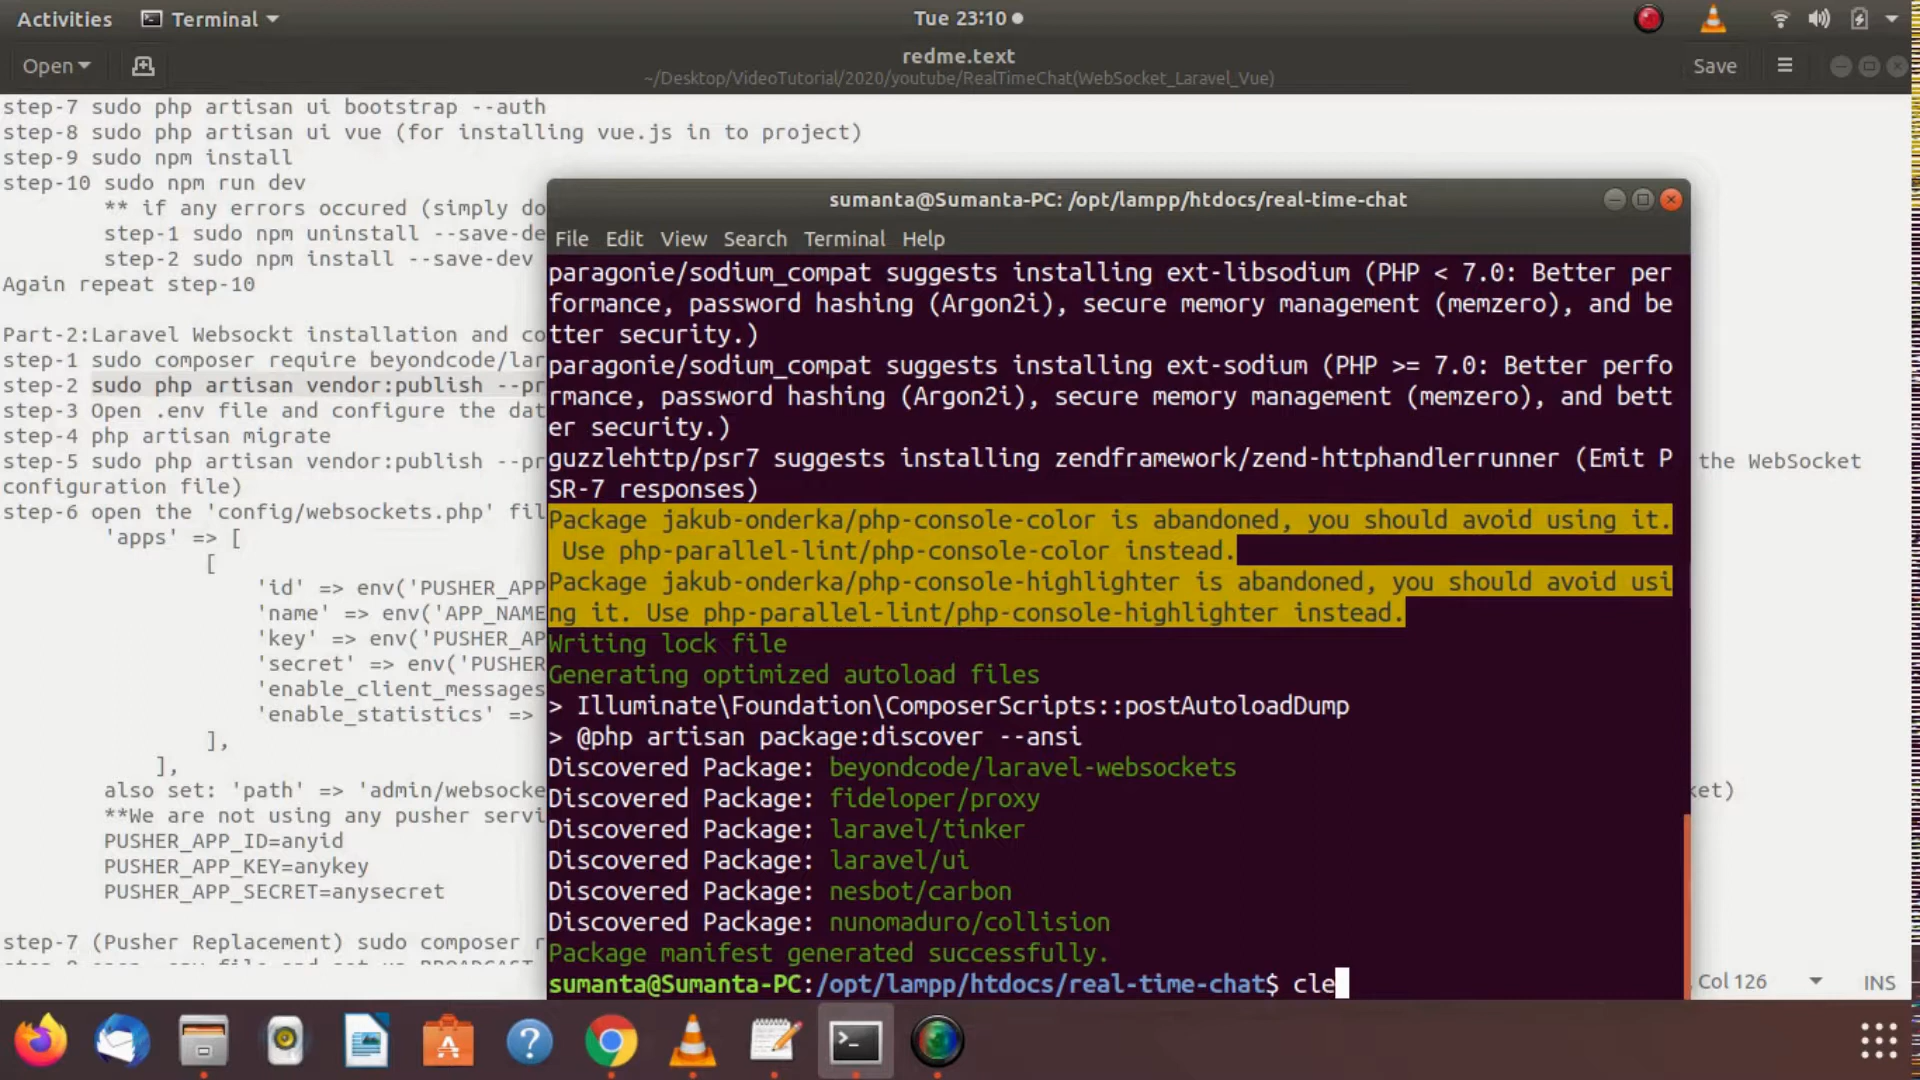 Activities
Terminal
Tue 23:10
redme.text
~/Desktop/VideoTutorial/2020/youtube/RealTimeChat(WebSocket_Laravel_Vue)
Open
Save
step-7 sudo php artisan ui bootstrap --auth
step-8 sudo php artisan ui vue (for installing vue.js in to project)
step-9 sudo npm install
step-10 sudo npm run dev
** if any errors occured (simply do
step-1 sudo npm uninstall --save-de
step-2 sudo npm install --save-dev
Again repeat step-10
Part-2:Laravel Websockt installation and co
step-1 sudo composer require beyondcode/lar
step-2 sudo php artisan vendor:publish --pr
step-3 Open .env file and configure the dat
step-4 php artisan migrate
step-5 sudo php artisan vendor:publish --pr
the WebSocket
configuration file)
step-6 open the 'config/websockets.php' fil
'apps' => [
[
'id' => env('PUSHER_APP
'name' => env('APP_NAME
'key' => env('PUSHER_AP
'secret' => env('PUSHER
'enable_client_messages
'enable_statistics' =>
],
],
also set: 'path' => 'admin/websocke
ket)
**We are not using any pusher servi
PUSHER_APP_ID=anyid
PUSHER_APP_KEY=anykey
PUSHER_APP_SECRET=anysecret
step-7 (Pusher Replacement) sudo composer r
Col 126
INS
sumanta@Sumanta-PC: /opt/lampp/htdocs/real-time-chat
File Edit View Search Terminal Help
paragonie/sodium_compat suggests installing ext-libsodium (PHP < 7.0: Better per
formance, password hashing (Argon2i), secure memory management (memzero), and be
tter security.)
paragonie/sodium_compat suggests installing ext-sodium (PHP >= 7.0: Better perfo
rmance, password hashing (Argon2i), secure memory management (memzero), and bett
er security.)
guzzlehttp/psr7 suggests installing zendframework/zend-httphandlerrunner (Emit P
SR-7 responses)
Package jakub-onderka/php-console-color is abandoned, you should avoid using it.
Use php-parallel-lint/php-console-color instead.
Package jakub-onderka/php-console-highlighter is abandoned, you should avoid usi
ng it. Use php-parallel-lint/php-console-highlighter instead.
Writing lock file
Generating optimized autoload files
> Illuminate\Foundation\ComposerScripts::postAutoloadDump
> @php artisan package:discover --ansi
Discovered Package: beyondcode/laravel-websockets
Discovered Package: fideloper/proxy
Discovered Package: laravel/tinker
Discovered Package: laravel/ui
Discovered Package: nesbot/carbon
Discovered Package: nunomaduro/collision
Package manifest generated successfully.
sumanta@Sumanta-PC:/opt/lampp/htdocs/real-time-chat$ cle